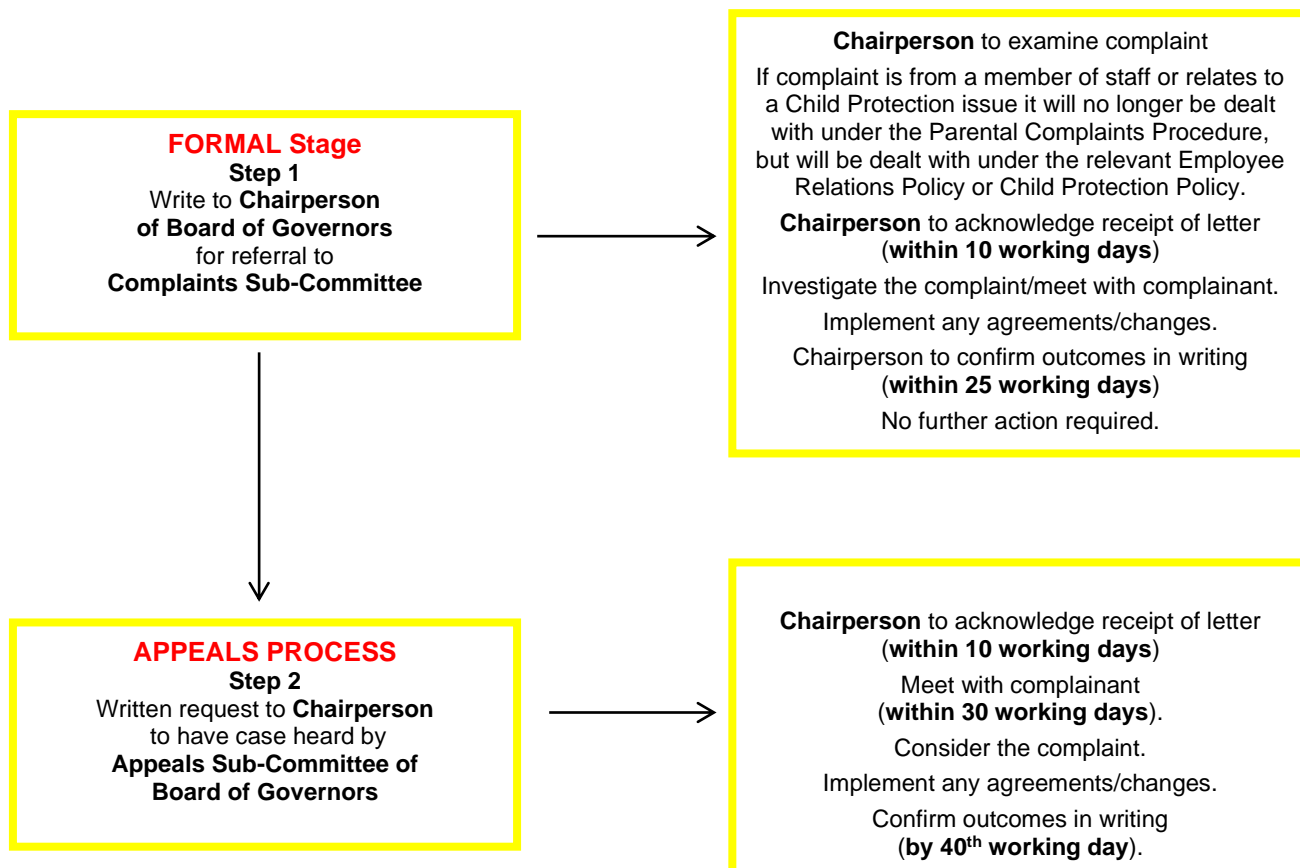 FORMAL Stage
Step 1
Write to Chairperson
of Board of Governors
for referral to
Complaints Sub-Committee
Chairperson to examine complaint
If complaint is from a member of staff or relates to
a Child Protection issue it will no longer be dealt
with under the Parental Complaints Procedure,
but will be dealt with under the relevant Employee
Relations Policy or Child Protection Policy.
Chairperson to acknowledge receipt of letter
(within 10 working days)
Investigate the complaint/meet with complainant.
Implement any agreements/changes.
Chairperson to confirm outcomes in writing
(within 25 working days)
No further action required.
APPEALS PROCESS
Step 2
Written request to Chairperson
to have case heard by
Appeals Sub-Committee of
Board of Governors
Chairperson to acknowledge receipt of letter
(within 10 working days)
Meet with complainant
(within 30 working days).
Consider the complaint.
Implement any agreements/changes.
Confirm outcomes in writing
(by 40th working day).